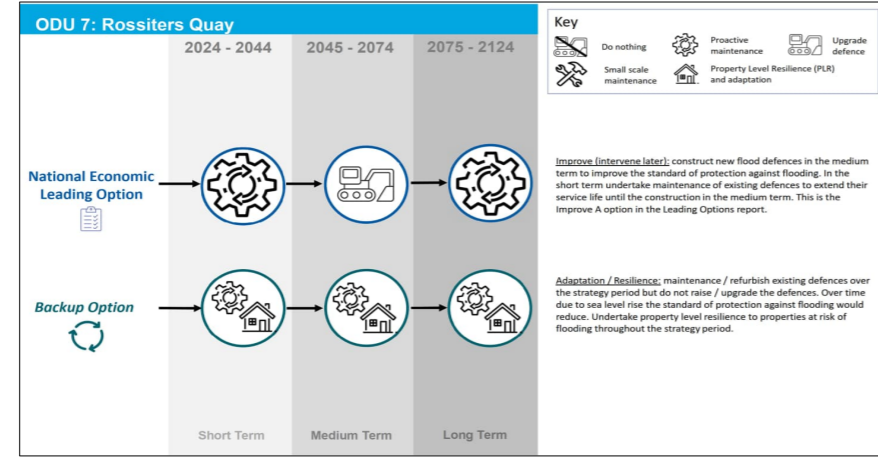 ODU 7: Rossiters Quay
2024 - 2044
2045 - 2074
2075 - 2124
Key
Do nothing
Proactive
maintenance
Upgrade
defence
Small scale
maintenance
Property Level Resilience (PLR)
and adaptation
National Economic
Leading Option
Improve (intervene later): construct new flood defences in the medium
term to improve the standard of protection against flooding. In the
short term undertake maintenance of existing defences to extend their
service life until the construction in the medium term. This is the
Improve A option in the Leading Options report.
Backup Option
Adaptation / Resilience: maintenance / refurbish existing defences over
the strategy period but do not raise / upgrade the defences. Over time
due to sea level rise the standard of protection against flooding would
reduce. Undertake property level resilience to properties at risk of
flooding throughout the strategy period.
Short Term
Medium Term
Long Term